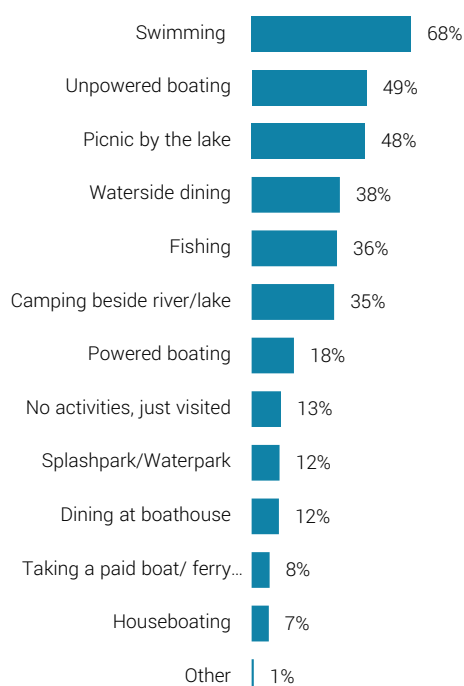 Swimming 68%
Unpowered boating 49%
Picnic by the lake 48%
Waterside dining 38%
Fishing 36%
Camping beside river/lake 35%
Powered boating 18%
No activities, just visited 13%
Splashpark/Waterpark 12%
Dining at boathouse 12%
Taking a paid boat/ ferry... 8%
Houseboating 7%
Other 1%